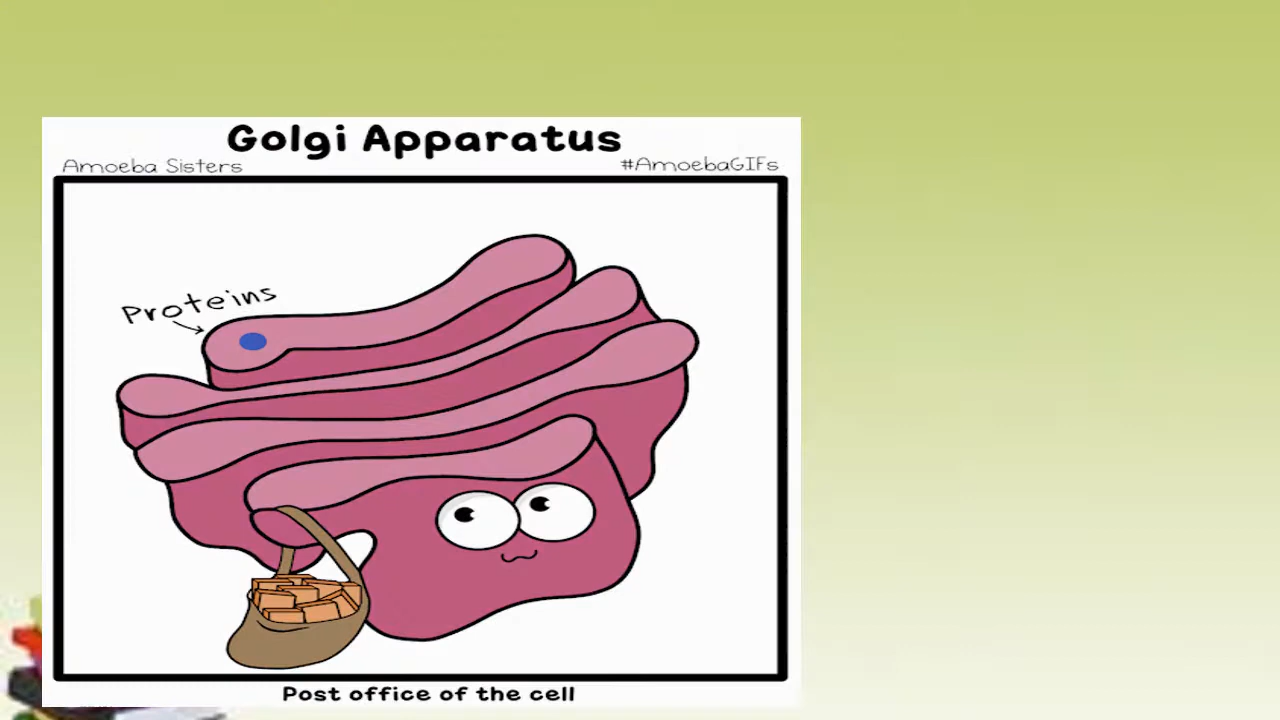 Golgi Apparatus
Amoeba Sisters #AmoebaGIFs
Proteins
Post office of the cell